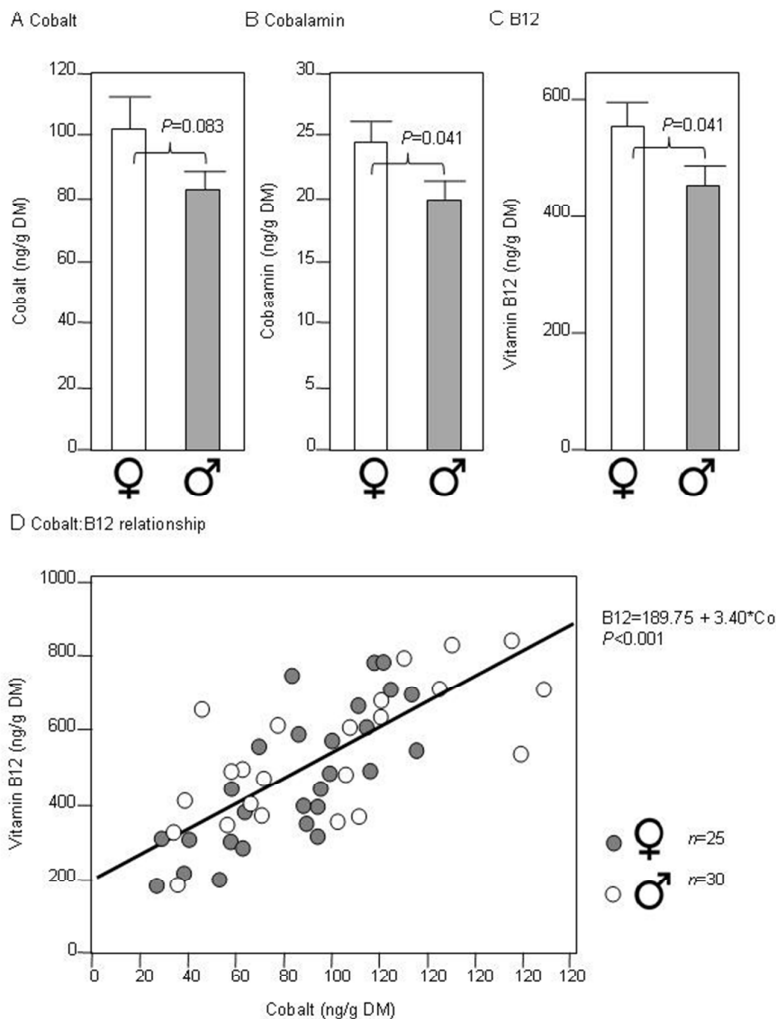 A Cobalt
B Cobalamin
C B12
120
100
80
60
40
20
0
Cobalt (ng/g DM)
P=0.083
♀ ♂
30
25
20
15
10
5
0
Cobaamin (ng/g DM)
P=0.041
♀ ♂
600
400
200
0
Vitamin B12 (ng/g DM)
P=0.041
♀ ♂
D Cobalt:B12 relationship
1000
800
600
400
200
0
Vitamin B12 (ng/g DM)
0 20 40 60 80 100 120 120 120 120 120
Cobalt (ng/g DM)
B12=189.75 + 3.40*Co
P<0.001
♀ n=25
♂ n=30